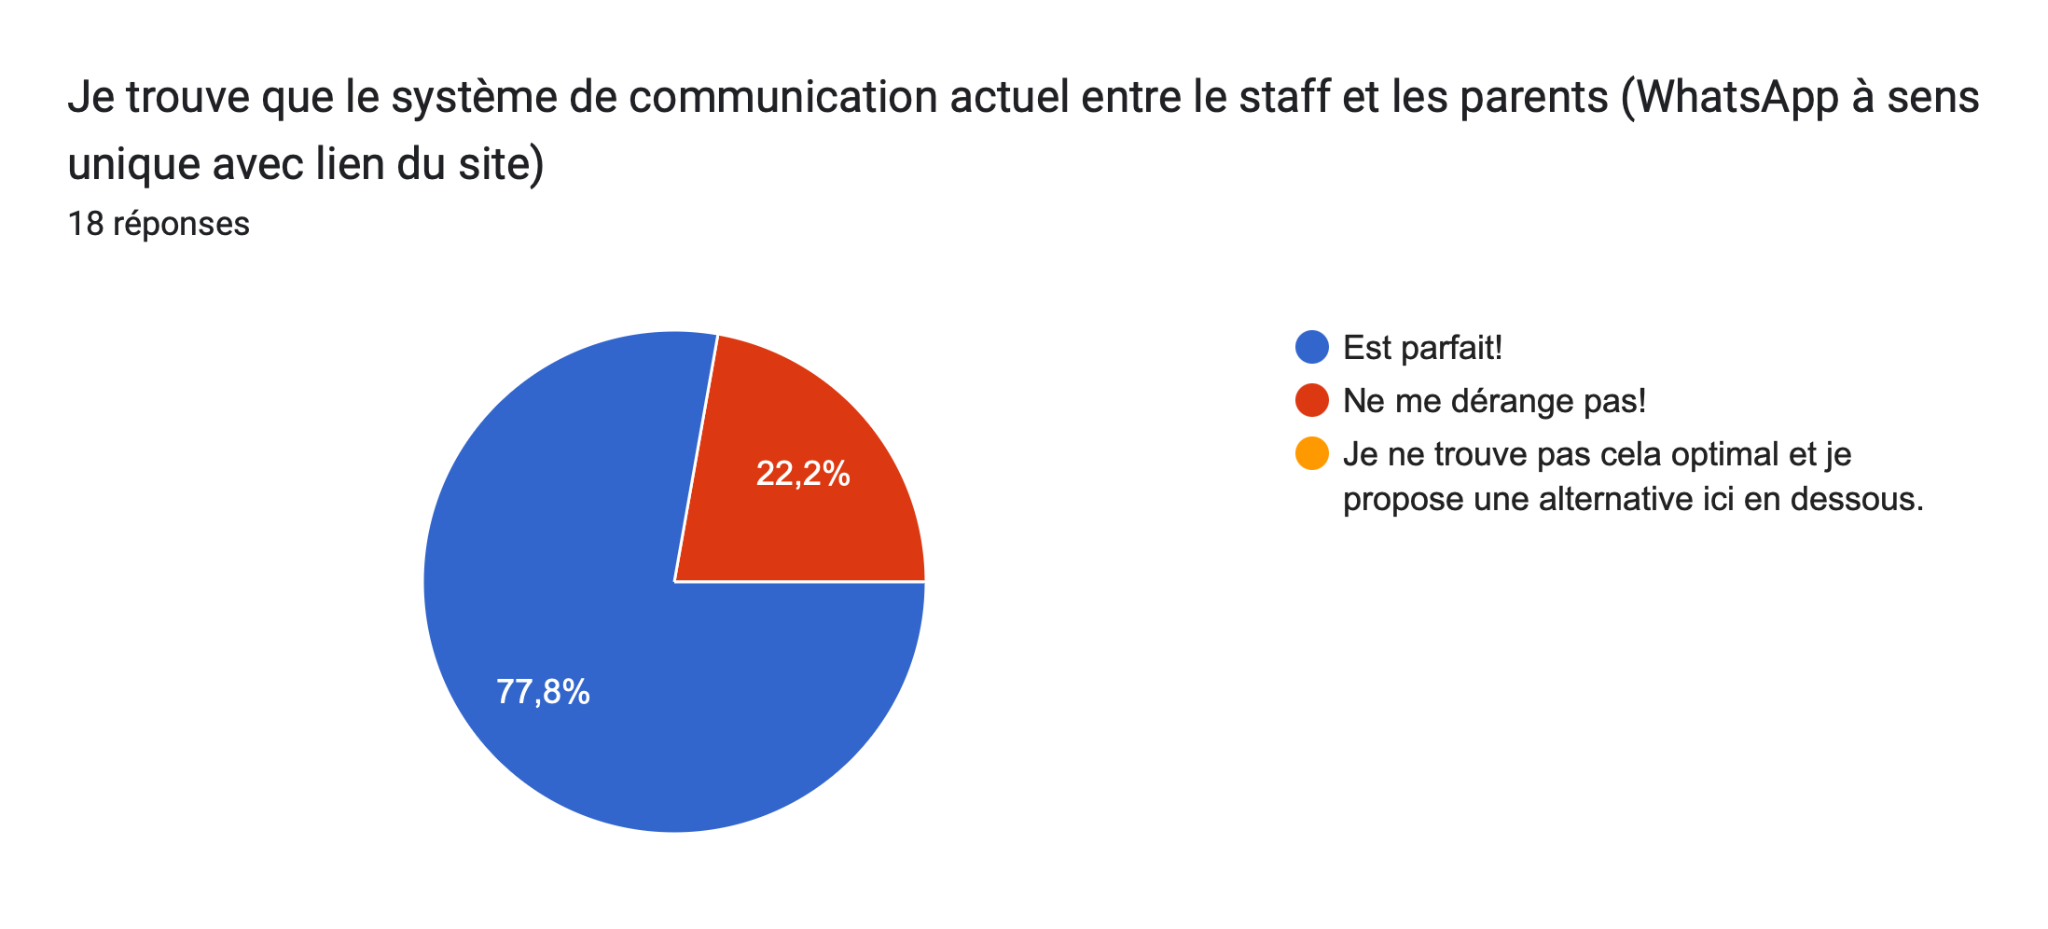 Je trouve que le système de communication actuel entre le staff et les parents (WhatsApp à sens
unique avec lien du site)
18 réponses
Est parfait!
Ne me dérange pas!
Je ne trouve pas cela optimal et je
propose une alternative ici en dessous.
22,2%
77,8%